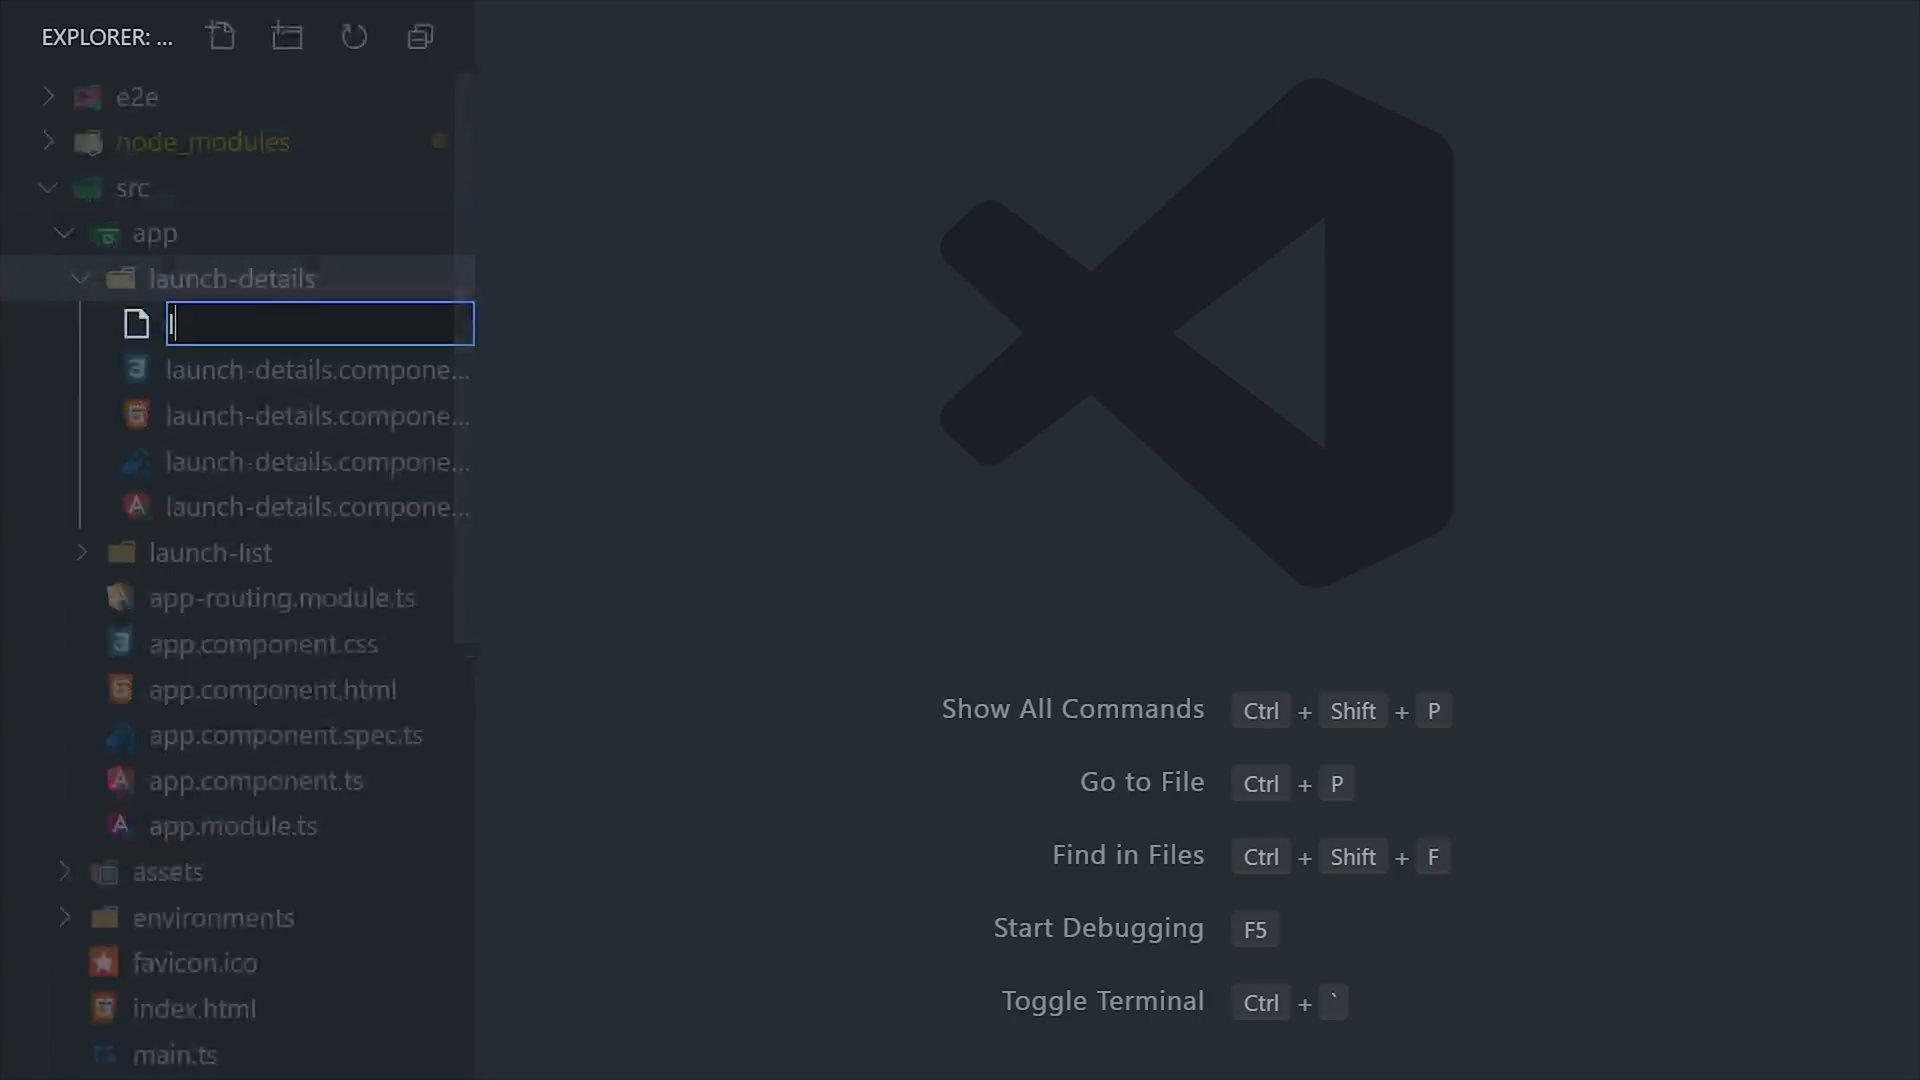 EXPLORER: ...
e2e
node_modules
src
app
launch-details
l
launch-details.compone...
launch-details.compone...
launch-details.compone...
launch-details.compone...
launch-list
app-routing.module.ts
app.component.css
app.component.html
app.component.spec.ts
app.component.ts
app.module.ts
assets
environments
favicon.ico
index.html
main.ts
Show All Commands Ctrl + Shift + P
Go to File Ctrl + P
Find in Files Ctrl + Shift + F
Start Debugging F5
Toggle Terminal Ctrl + `